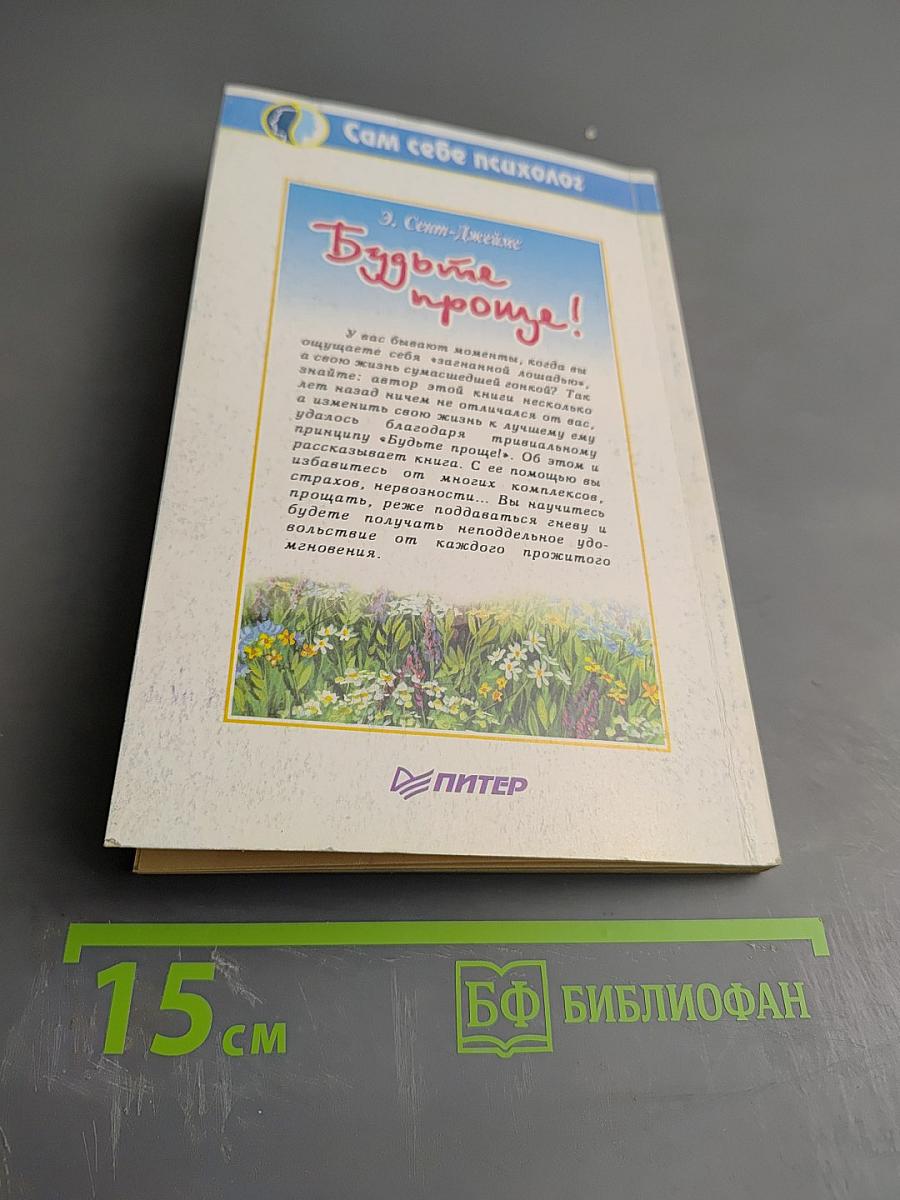 Сам себе психолог
Э. Сент-Джеймс
Будьте
проще!
У вас бывают моменты, когда вы
ощущаете себя «загнанной лошадью»,
а свою жизнь сумасшедшей гонкой? Так
знайте: автор этой книги несколько
лет назад ничем не отличался от вас,
а изменить свою жизнь к лучшему ему
удалось благодаря тривиальному
принципу «Будьте проще!». Об этом и
рассказывает книга. С ее помощью вы
избавитесь от многих комплексов,
страхов, нервозности... Вы научитесь
прощать, реже поддаваться гневу и
будете получать неподдельное удо-
вольствие от каждого прожитого
мгновения.
ПИТЕР
15 см
БФ БИБЛИОФАН